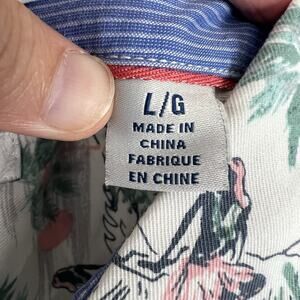 L/G
MADE IN
CHINA
FABRIQUE
EN CHINE